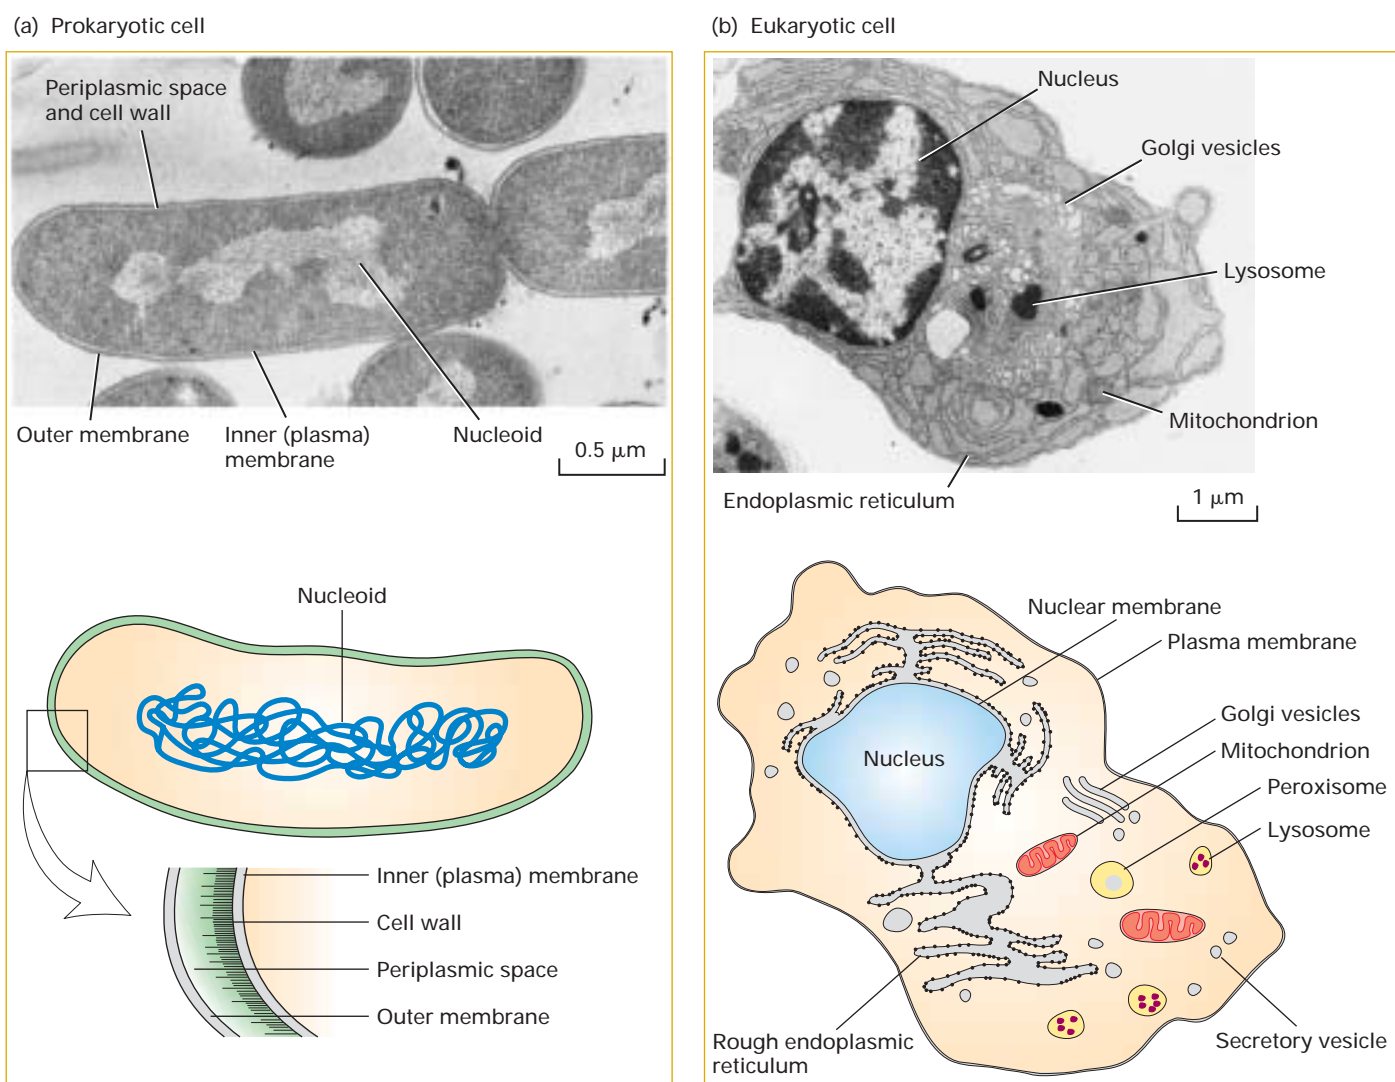 (a) Prokaryotic cell
Periplasmic space
and cell wall
Outer membrane
Inner (plasma)
membrane
Nucleoid
0.5 μm
Nucleoid
Inner (plasma) membrane
Cell wall
Periplasmic space
Outer membrane
(b) Eukaryotic cell
Nucleus
Golgi vesicles
Lysosome
Mitochondrion
Endoplasmic reticulum
1 μm
Nuclear membrane
Plasma membrane
Golgi vesicles
Mitochondrion
Peroxisome
Lysosome
Nucleus
Rough endoplasmic
reticulum
Secretory vesicle